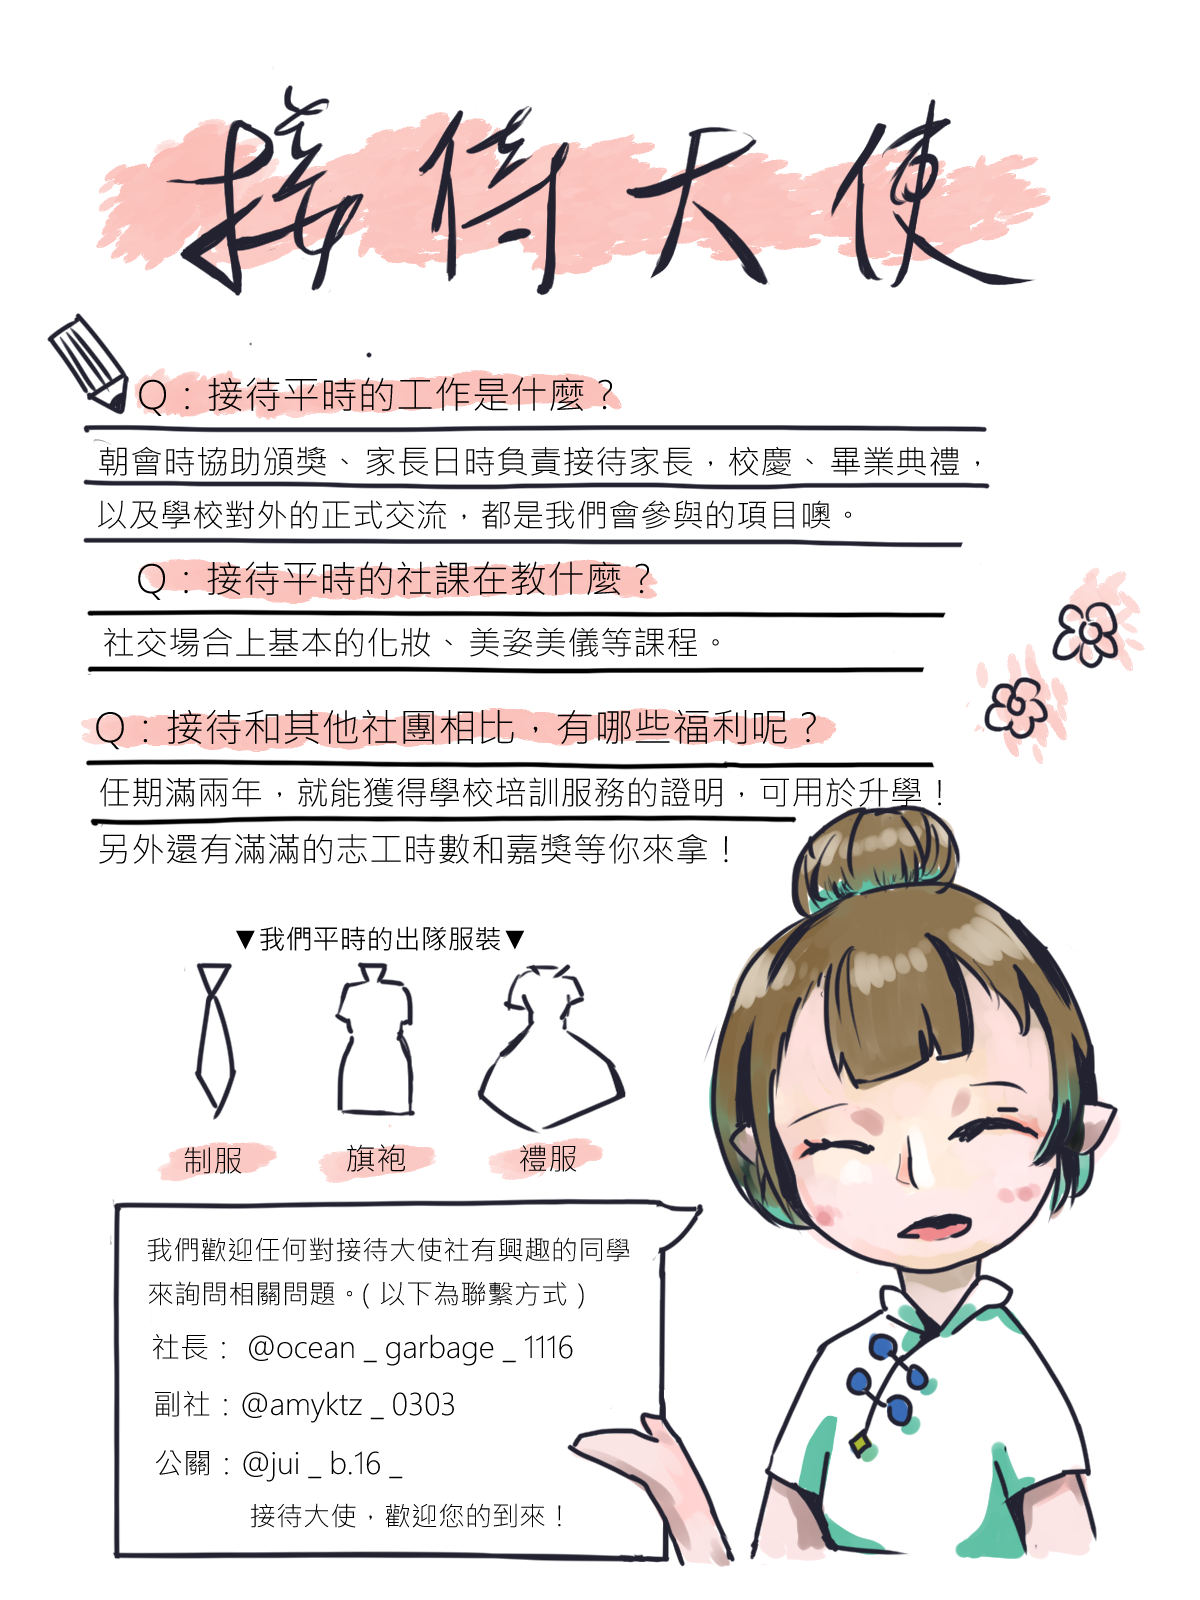 接待大使
Q：接待平時的工作是什麼？
朝會時協助頒獎、家長日時負責接待家長，校慶、畢業典禮，
以及學校對外的正式交流，都是我們會參與的項目噢。
Q：接待平時的社課在教什麼？
社交場合上基本的化妝、美姿美儀等課程。
Q：接待和其他社團相比，有哪些福利呢？
任期滿兩年，就能獲得學校培訓服務的證明，可用於升學！
另外還有滿滿的志工時數和嘉獎等你來拿！
▼我們平時的出隊服裝▼
制服 旗袍 禮服
我們歡迎任何對接待大使社有興趣的同學
來詢問相關問題。( 以下為聯繫方式 )
社長： @ocean _ garbage _ 1116
副社：@amyktz _ 0303
公關：@jui _ b.16 _
接待大使，歡迎您的到來！